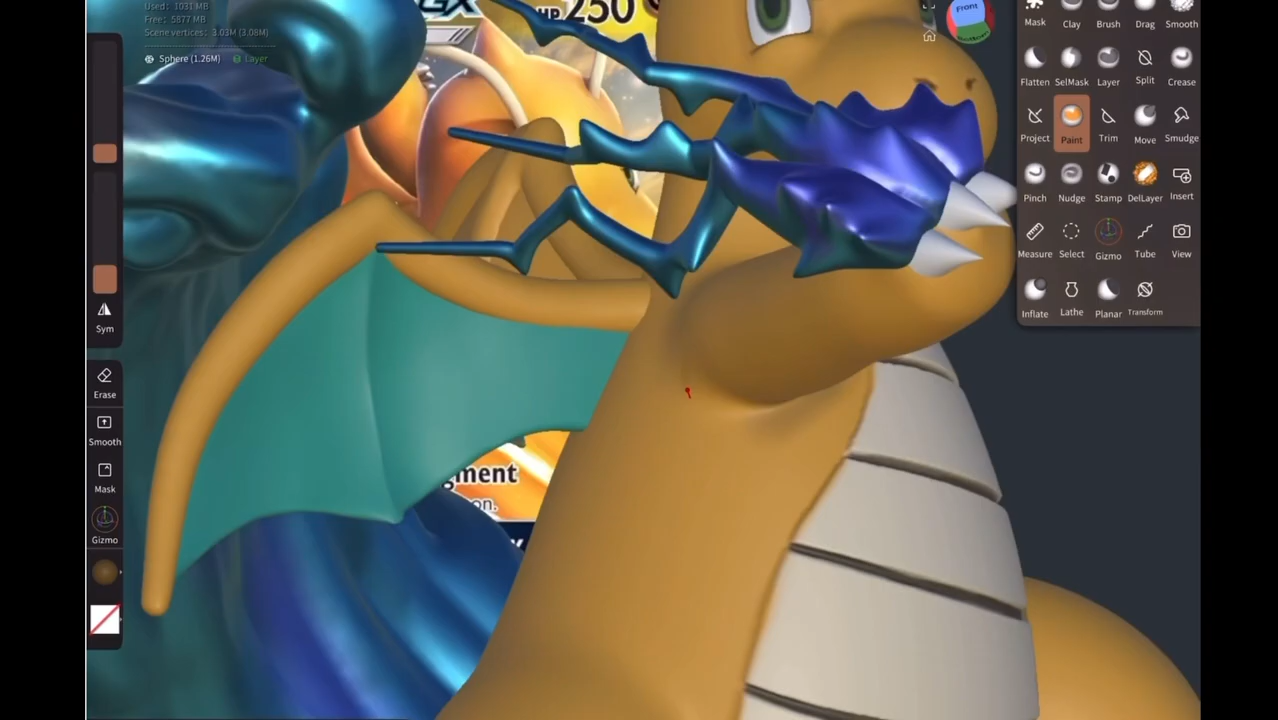 Used: 1031 MB
Free: 5877 MB
Scene vertices: 3.03M (3.08M)
Sphere (1.26M) Layer
GX HP 250
Front
Mask Clay Brush Drag Smooth
Flatten SelMask Layer Split Crease
Project Paint Trim Move Smudge
Pinch Nudge Stamp DelLayer Insert
Measure Select Gizmo Tube View
Inflate Lathe Planar Transform
Sym
Erase
Smooth
Mask
Gizmo
gment
on.